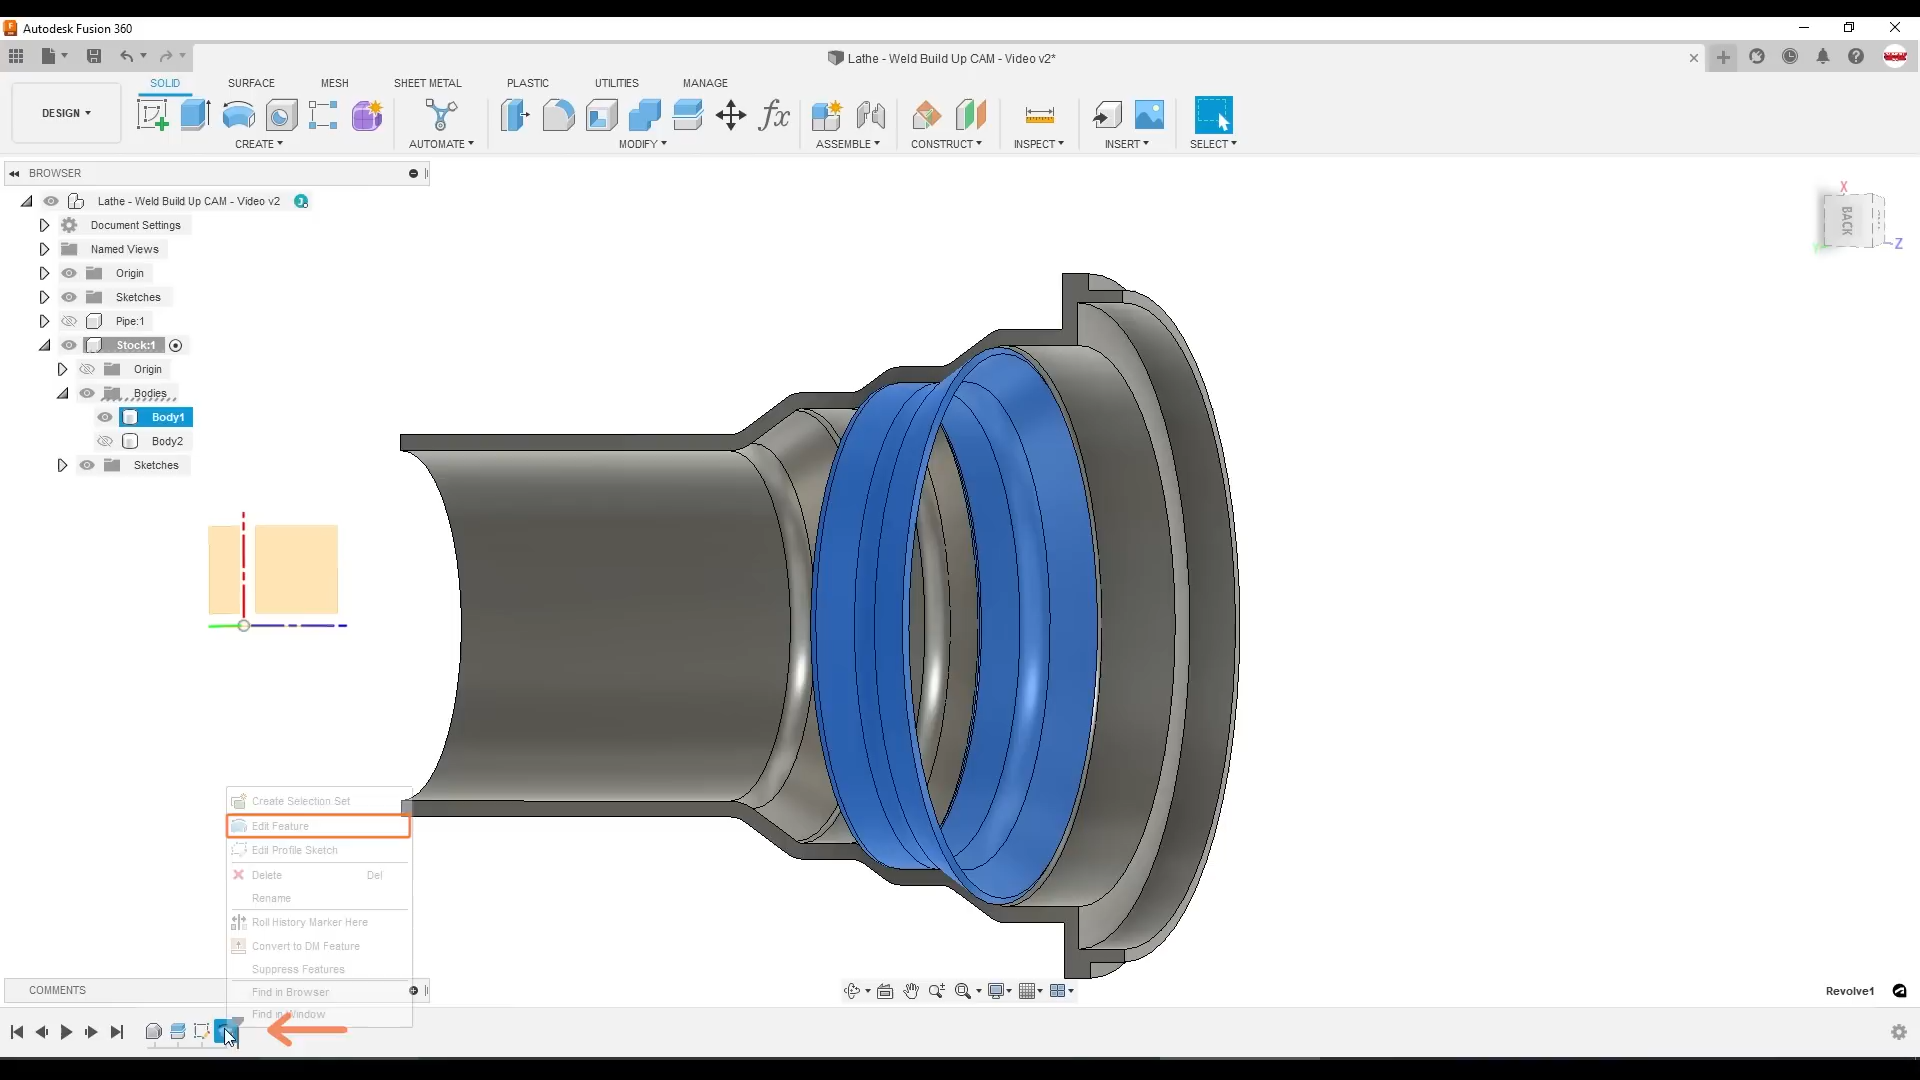 Autodesk Fusion 360
Lathe - Weld Build Up CAM - Video v2*
DESIGN
SOLID
SURFACE
MESH
SHEET METAL
PLASTIC
UTILITIES
MANAGE
CREATE
AUTOMATE
MODIFY
ASSEMBLE
CONSTRUCT
INSPECT
INSERT
SELECT
BROWSER
Lathe - Weld Build Up CAM - Video v2
Document Settings
Named Views
Origin
Sketches
Pipe:1
Stock:1
Origin
Bodies
Body1
Body2
Sketches
X
BACK
Z
Create Selection Set
Edit Feature
Edit Profile Sketch
Delete Del
Rename
Roll History Marker Here
Convert to DM Feature
Suppress Features
Find in Browser
Find in Window
COMMENTS
Revolve1